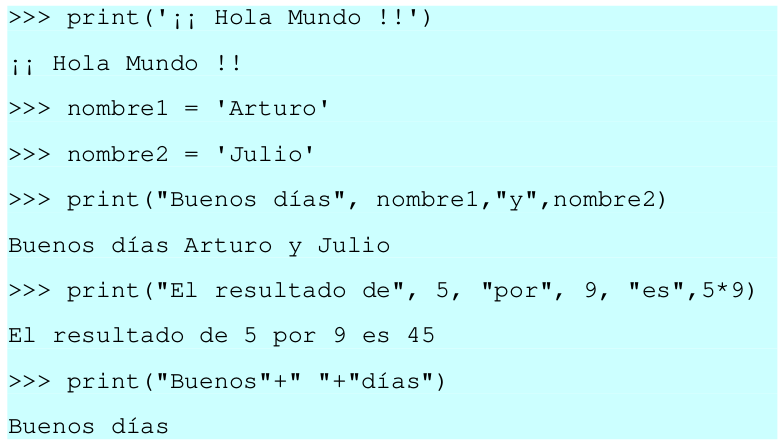 >>> print('¡¡ Hola Mundo !!')
¡¡ Hola Mundo !!
>>> nombre1 = 'Arturo'
>>> nombre2 = 'Julio'
>>> print("Buenos días", nombre1,"y",nombre2)
Buenos días Arturo y Julio
>>> print("El resultado de", 5, "por", 9, "es",5*9)
El resultado de 5 por 9 es 45
>>> print("Buenos"+" "+"días")
Buenos días